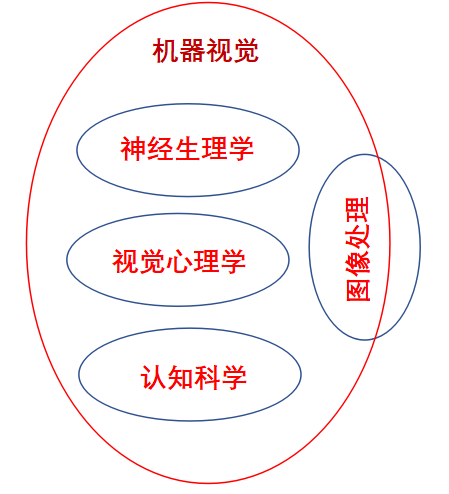 机器视觉
神经生理学
视觉心理学
图像处理
认知科学